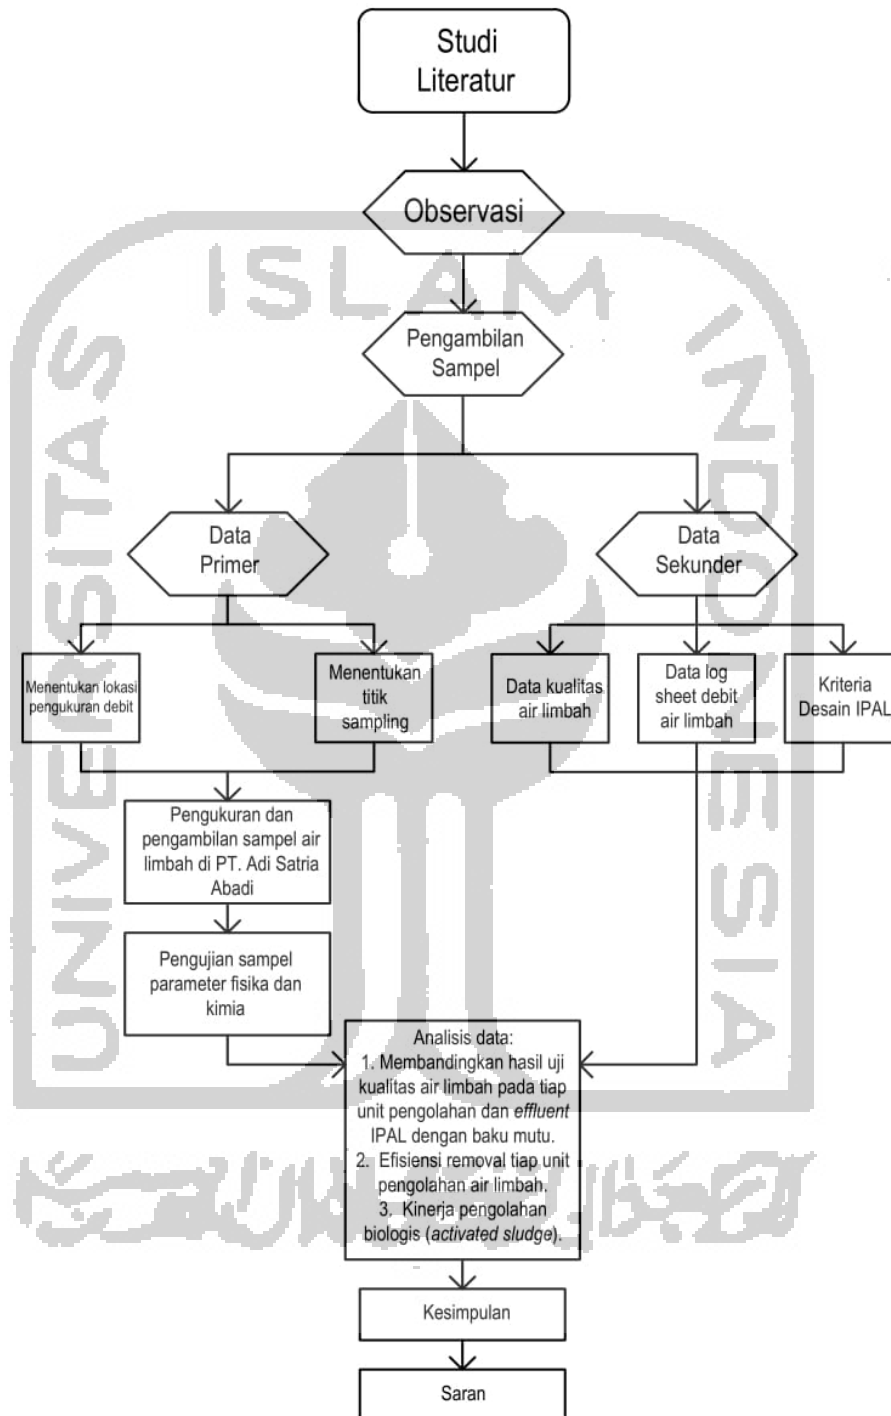 Studi
Literatur
Observasi
ISLAM
UNIVERSITAS
INDONESIA
Pengambilan
Sampel
Data
Primer
Data
Sekunder
Menentukan lokasi
pengukuran debit
Menentukan
titik
sampling
Data kualitas
air limbah
Data log
sheet debit
air limbah
Kriteria
Desain IPAL
Pengukuran dan
pengambilan sampel air
limbah di PT. Adi Satria
Abadi
Pengujian sampel
parameter fisika dan
kimia
Analisis data:
1. Membandingkan hasil uji
kualitas air limbah pada tiap
unit pengolahan dan effluent
IPAL dengan baku mutu.
2. Efisiensi removal tiap unit
pengolahan air limbah.
3. Kinerja pengolahan
biologis (activated sludge).
Kesimpulan
Saran